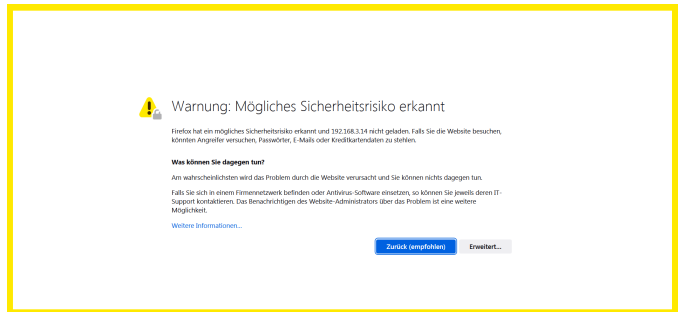 Warnung: Mögliches Sicherheitsrisiko erkannt
Firefox hat ein mögliches Sicherheitsrisiko erkannt und 192.168.3.14 nicht geladen. Falls Sie die Website besuchen,
könnten Angreifer versuchen, Passwörter, E-Mails oder Kreditkartendaten zu stehlen.
Was können Sie dagegen tun?
Am wahrscheinlichsten wird das Problem durch die Website verursacht und Sie können nichts dagegen tun.
Falls Sie sich in einem Firmennetzwerk befinden oder Antivirus-Software einsetzen, so können Sie jeweils deren IT-
Support kontaktieren. Das Benachrichtigen des Website-Administrators über das Problem ist eine weitere
Möglichkeit.
Weitere Informationen...
Zurück (empfohlen) Erweitert...